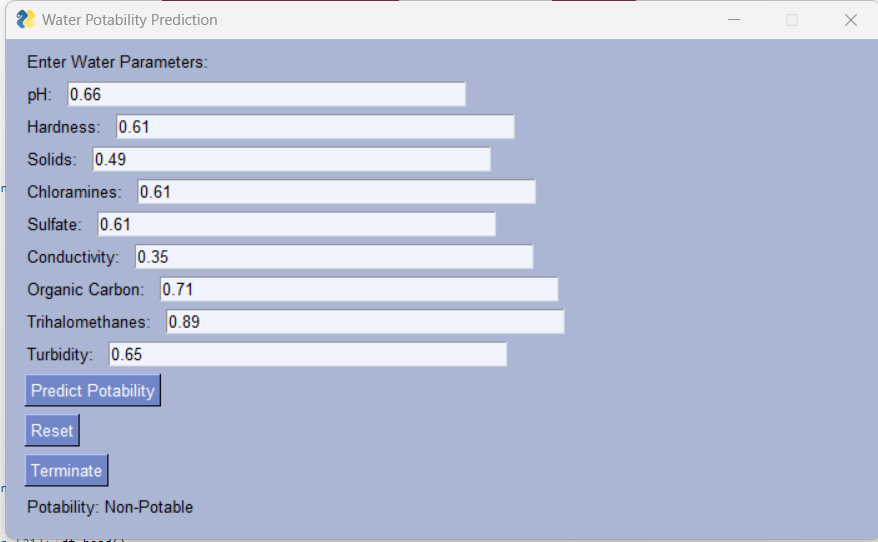 Water Potability Prediction
Enter Water Parameters:
pH: 0.66
Hardness: 0.61
Solids: 0.49
Chloramines: 0.61
Sulfate: 0.61
Conductivity: 0.35
Organic Carbon: 0.71
Trihalomethanes: 0.89
Turbidity: 0.65
Predict Potability
Reset
Terminate
Potability: Non-Potable